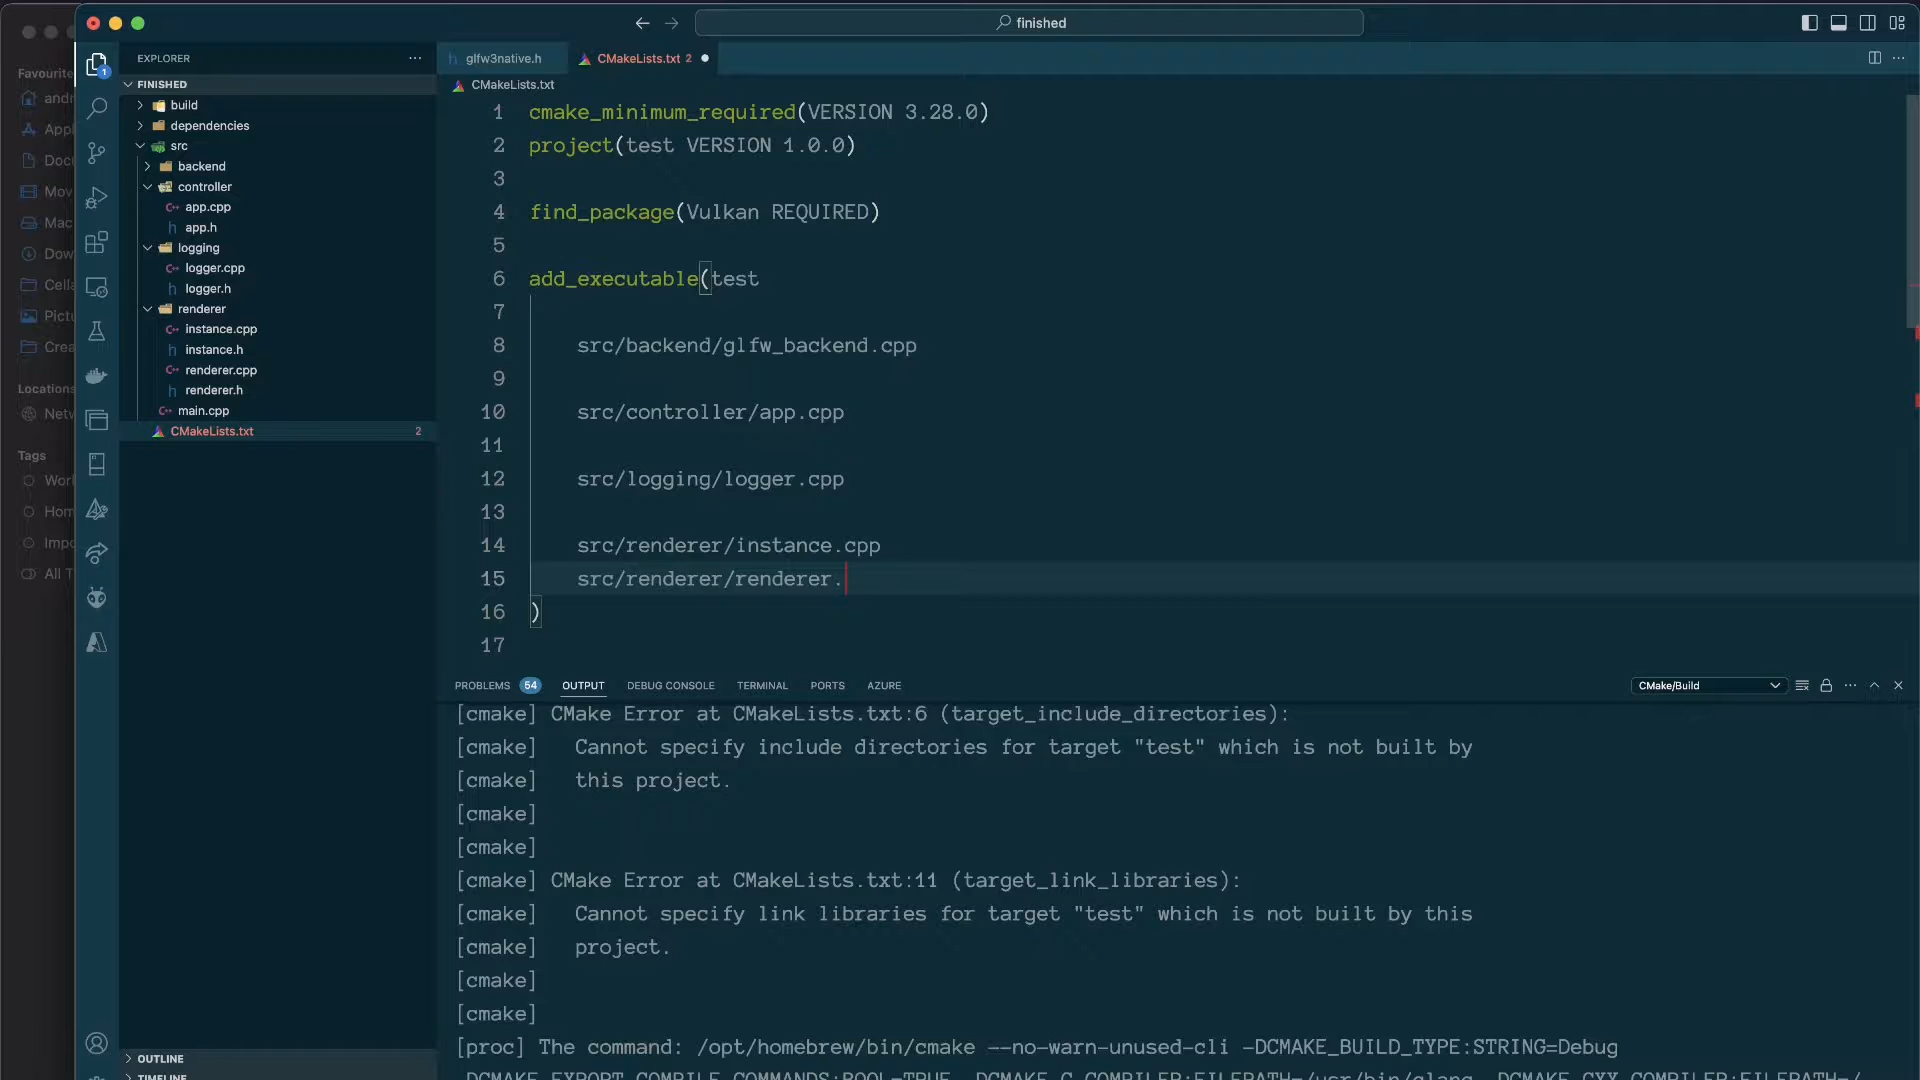 finished
Favourite
EXPLORER
FINISHED
build
dependencies
src
backend
controller
app.cpp
app.h
logging
logger.cpp
logger.h
renderer
instance.cpp
instance.h
renderer.cpp
renderer.h
main.cpp
CMakeLists.txt 2
Locations
Tags
OUTLINE
TIMELINE
glfw3native.h
CMakeLists.txt 2
CMakeLists.txt
1 cmake_minimum_required(VERSION 3.28.0)
2 project(test VERSION 1.0.0)
3
4 find_package(Vulkan REQUIRED)
5
6 add_executable(test
7
8 src/backend/glfw_backend.cpp
9
10 src/controller/app.cpp
11
12 src/logging/logger.cpp
13
14 src/renderer/instance.cpp
15 src/renderer/renderer.
16 )
17
PROBLEMS 54 OUTPUT DEBUG CONSOLE TERMINAL PORTS AZURE CMake/Build
[cmake] CMake Error at CMakeLists.txt:6 (target_include_directories):
[cmake] Cannot specify include directories for target "test" which is not built by
[cmake] this project.
[cmake]
[cmake]
[cmake] CMake Error at CMakeLists.txt:11 (target_link_libraries):
[cmake] Cannot specify link libraries for target "test" which is not built by this
[cmake] project.
[cmake]
[cmake]
[proc] The command: /opt/homebrew/bin/cmake --no-warn-unused-cli -DCMAKE_BUILD_TYPE:STRING=Debug